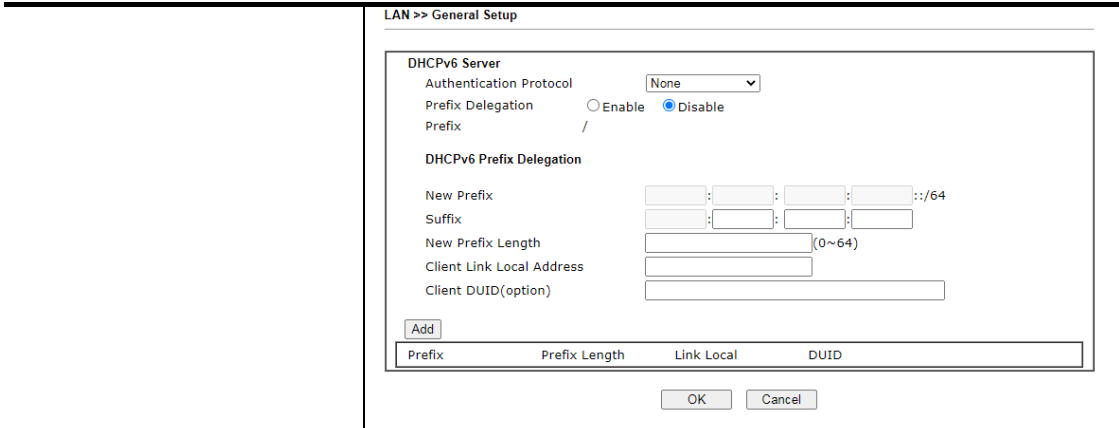 LAN >> General Setup
DHCPv6 Server
Authentication Protocol None
Prefix Delegation Enable Disable
Prefix /
DHCPv6 Prefix Delegation
New Prefix : : : ::/64
Suffix : : :
New Prefix Length (0~64)
Client Link Local Address
Client DUID(option)
Add
Prefix Prefix Length Link Local DUID
OK Cancel